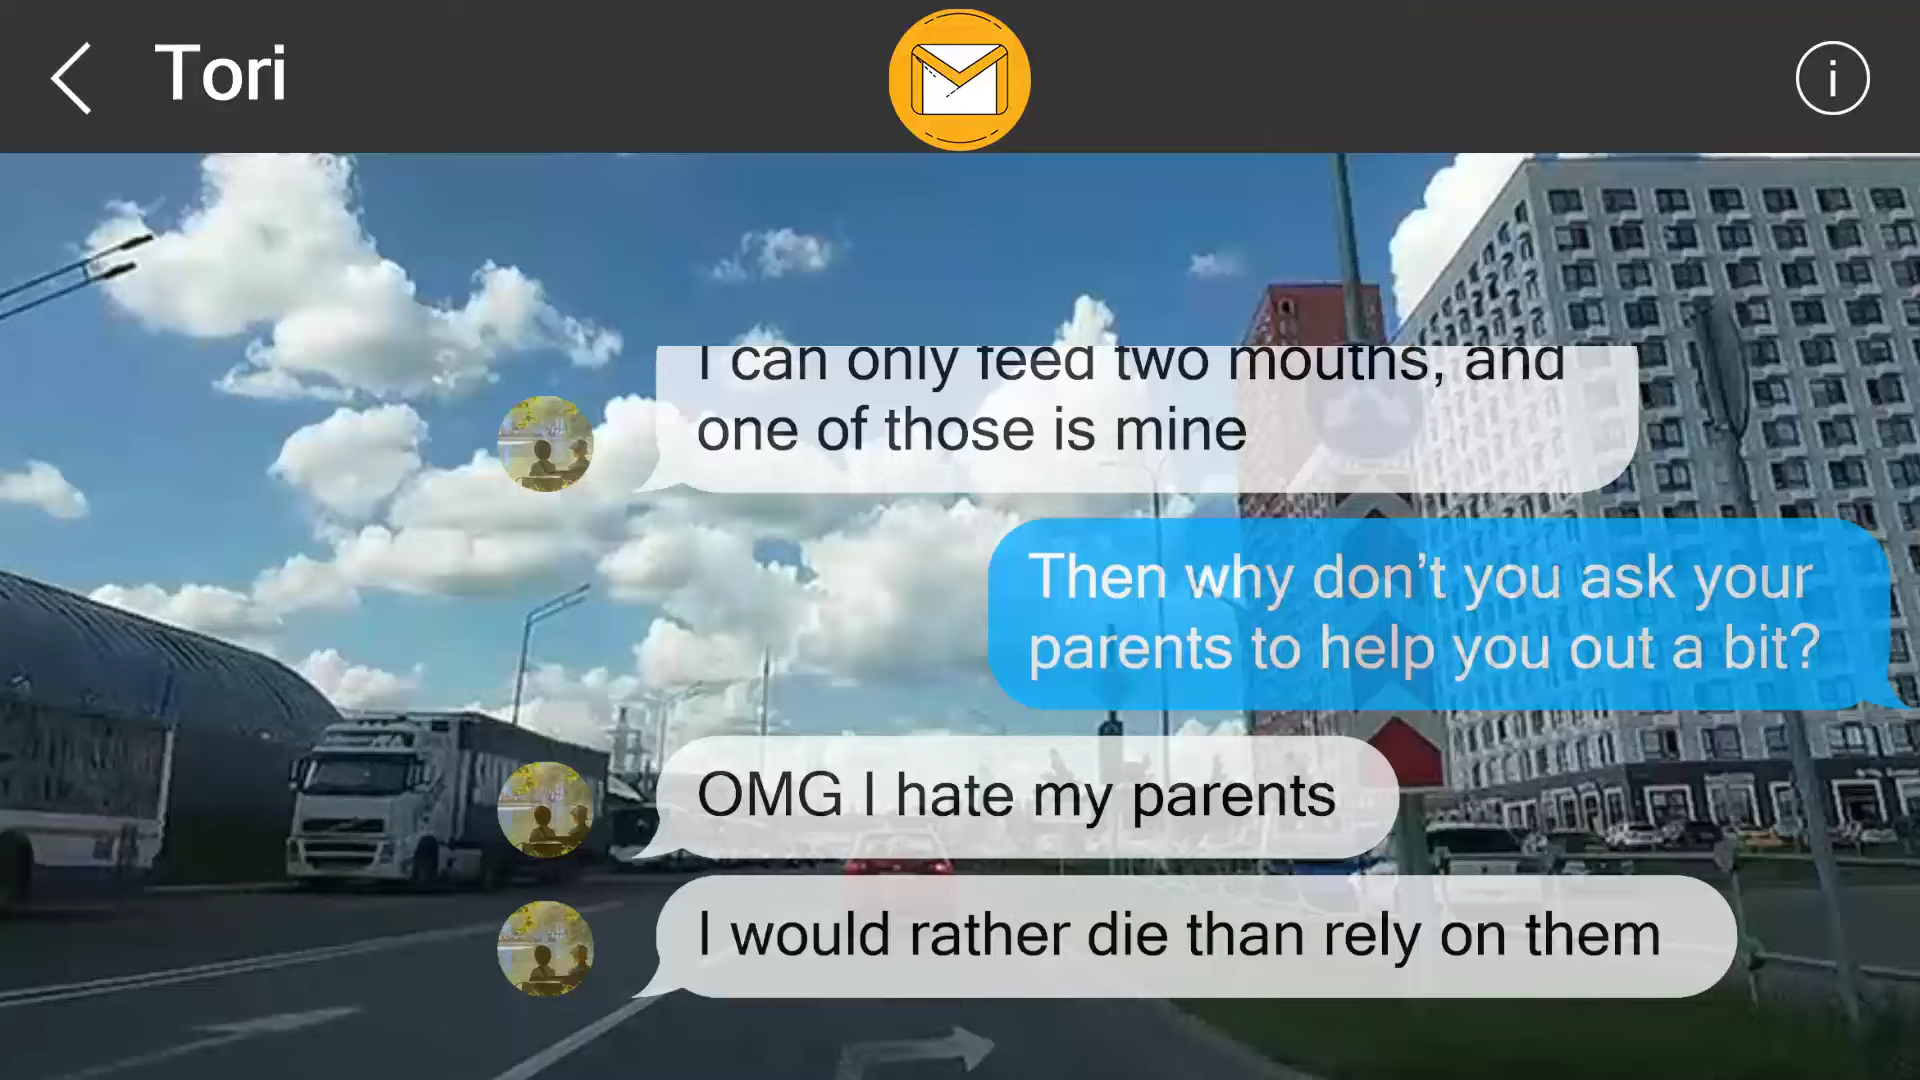 Tori
i
I can only feed two mouths, and
one of those is mine
Then why don’t you ask your
parents to help you out a bit?
OMG I hate my parents
I would rather die than rely on them